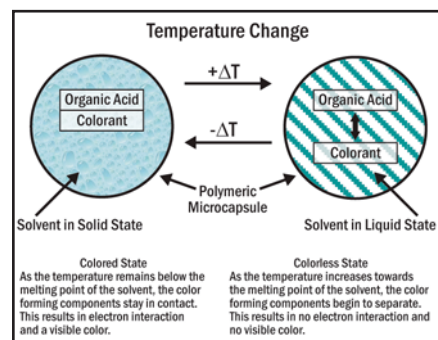 Temperature Change
+ΔT
Organic Acid
Colorant
Organic Acid
Colorant
-ΔT
Polymeric
Microcapsule
Solvent in Solid State
Solvent in Liquid State
Colored State
As the temperature remains below the
melting point of the solvent, the color
forming components stay in contact.
This results in electron interaction
and a visible color.
Colorless State
As the temperature increases towards
the melting point of the solvent, the color
forming components begin to separate.
This results in no electron interaction and
no visible color.